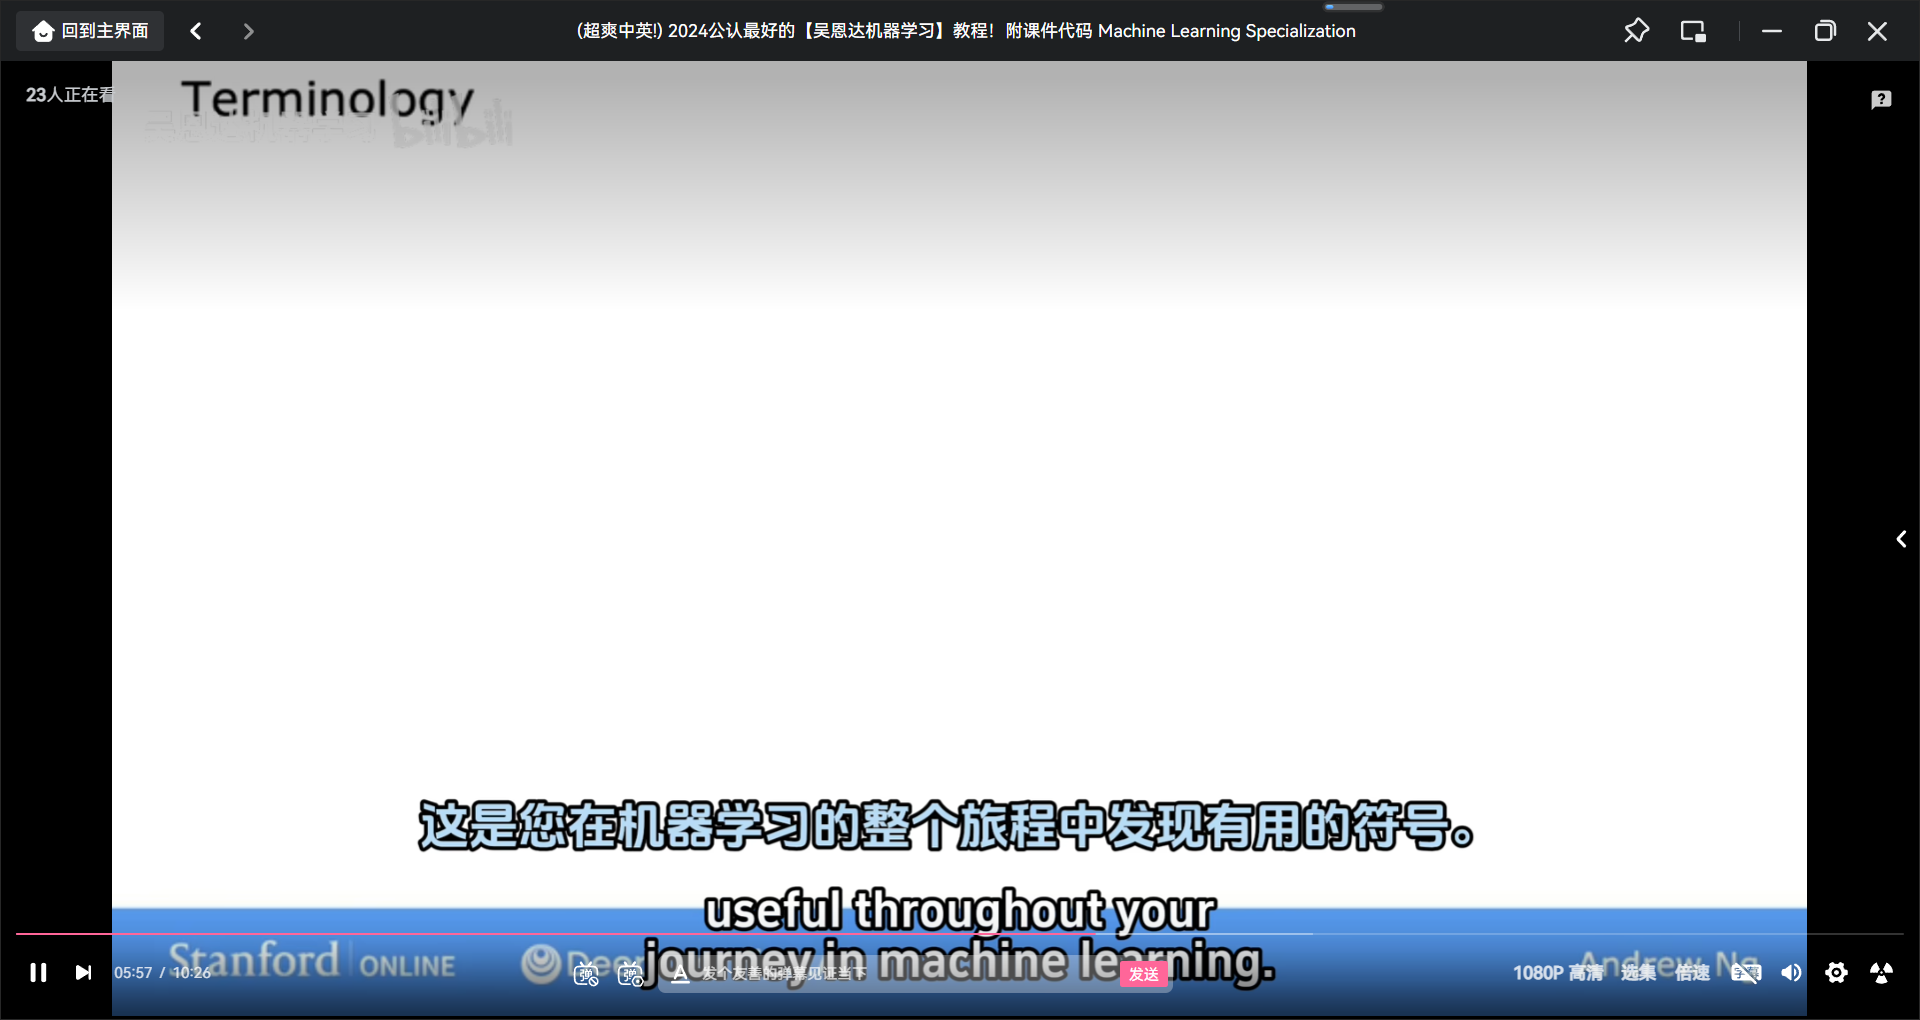 回到主界面
(超爽中英!) 2024公认最好的【吴恩达机器学习】教程！附课件代码 Machine Learning Specialization
23人正在看
Terminology
bilibili
这是您在机器学习的整个旅程中发现有用的符号。
useful throughout your
journey in machine learning.
Stanford ONLINE
Andrew Ng
05:57 / 10:26
发个友善的弹幕见证当下
发送
1080P 高清 选集 倍速